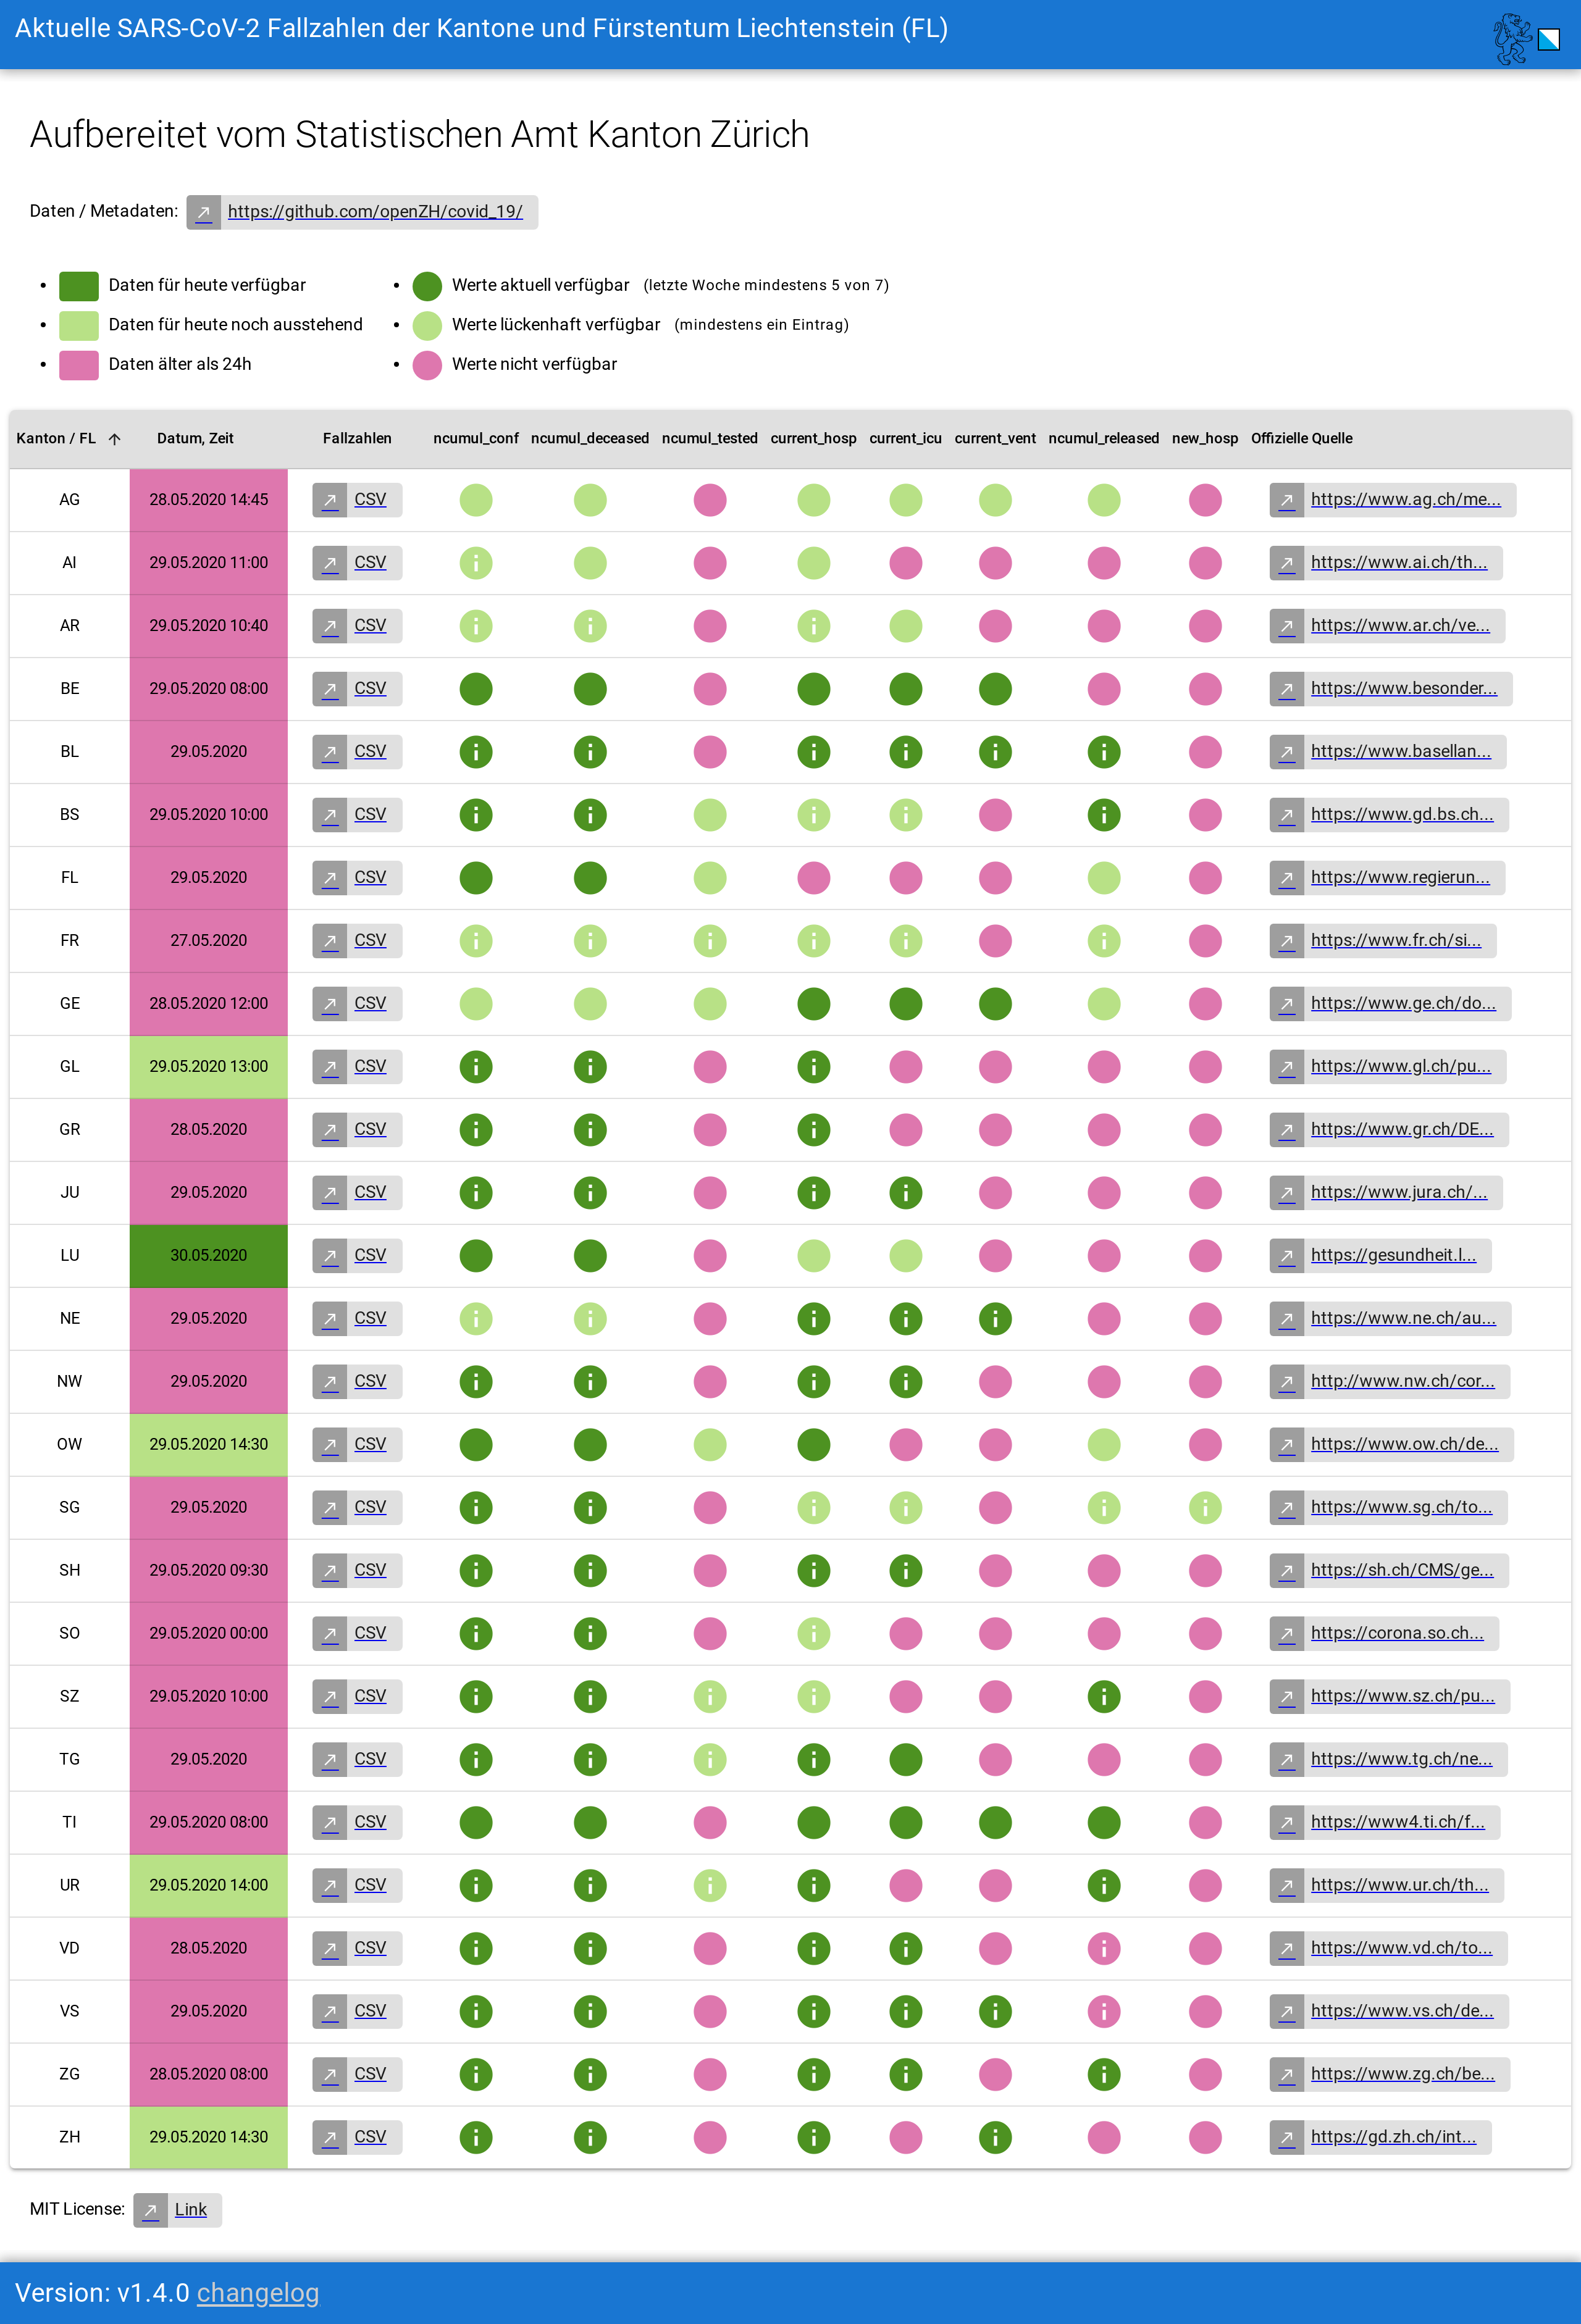 Aktuelle SARS-CoV-2 Fallzahlen der Kantone und Fürstentum Liechtenstein (FL)
Aufbereitet vom Statistischen Amt Kanton Zürich
Daten / Metadaten: https://github.com/openZH/covid_19/
Daten für heute verfügbar
Daten für heute noch ausstehend
Daten älter als 24h
Werte aktuell verfügbar (letzte Woche mindestens 5 von 7)
Werte lückenhaft verfügbar (mindestens ein Eintrag)
Werte nicht verfügbar
Kanton / FL Datum, Zeit Fallzahlen ncumul_conf ncumul_deceased ncumul_tested current_hosp current_icu current_vent ncumul_released new_hosp Offizielle Quelle
AG 28.05.2020 14:45 CSV https://www.ag.ch/me...
AI 29.05.2020 11:00 CSV https://www.ai.ch/th...
AR 29.05.2020 10:40 CSV https://www.ar.ch/ve...
BE 29.05.2020 08:00 CSV https://www.besonder...
BL 29.05.2020 CSV https://www.basellan...
BS 29.05.2020 10:00 CSV https://www.gd.bs.ch...
FL 29.05.2020 CSV https://www.regierun...
FR 27.05.2020 CSV https://www.fr.ch/si...
GE 28.05.2020 12:00 CSV https://www.ge.ch/do...
GL 29.05.2020 13:00 CSV https://www.gl.ch/pu...
GR 28.05.2020 CSV https://www.gr.ch/DE...
JU 29.05.2020 CSV https://www.jura.ch/...
LU 30.05.2020 CSV https://gesundheit.l...
NE 29.05.2020 CSV https://www.ne.ch/au...
NW 29.05.2020 CSV http://www.nw.ch/cor...
OW 29.05.2020 14:30 CSV https://www.ow.ch/de...
SG 29.05.2020 CSV https://www.sg.ch/to...
SH 29.05.2020 09:30 CSV https://sh.ch/CMS/ge...
SO 29.05.2020 00:00 CSV https://corona.so.ch...
SZ 29.05.2020 10:00 CSV https://www.sz.ch/pu...
TG 29.05.2020 CSV https://www.tg.ch/ne...
TI 29.05.2020 08:00 CSV https://www4.ti.ch/f...
UR 29.05.2020 14:00 CSV https://www.ur.ch/th...
VD 28.05.2020 CSV https://www.vd.ch/to...
VS 29.05.2020 CSV https://www.vs.ch/de...
ZG 28.05.2020 08:00 CSV https://www.zg.ch/be...
ZH 29.05.2020 14:30 CSV https://gd.zh.ch/int...
MIT License: Link
Version: v1.4.0 changelog